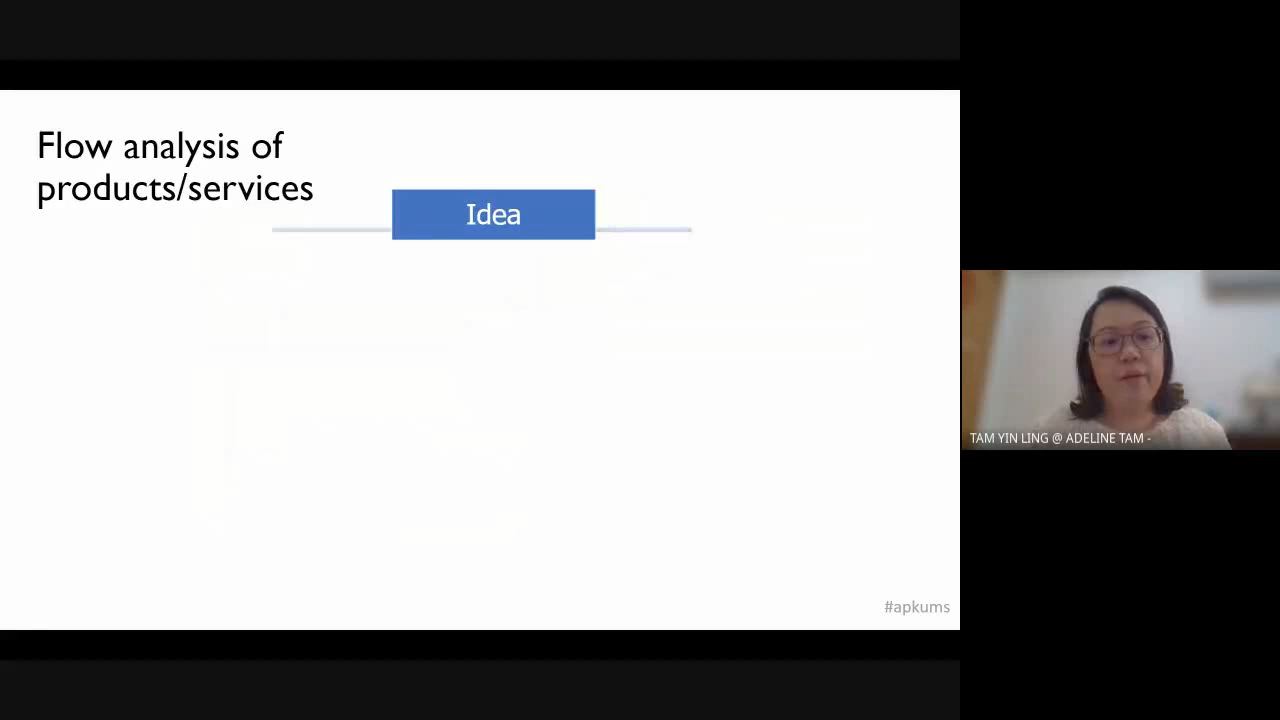 Flow analysis of
products/services
Idea
TAM YIN LING @ ADELINE TAM -
#apkums